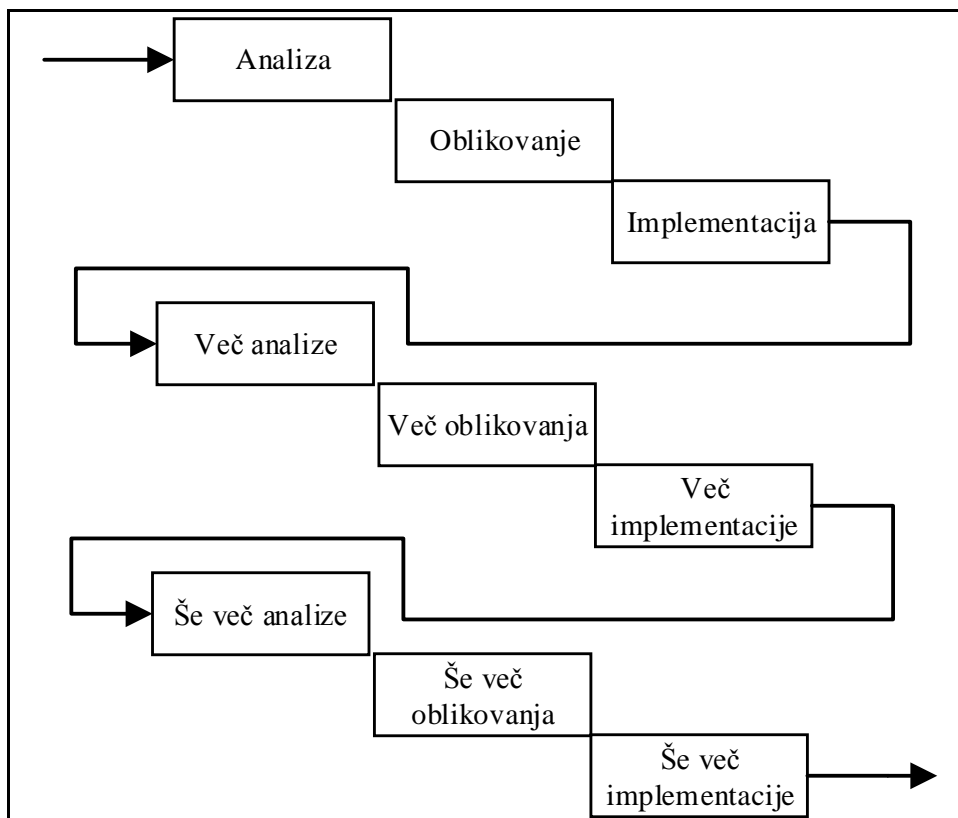 Analiza
Oblikovanje
Implementacija
Več analize
Več oblikovanja
Več
implementacije
Še več analize
Še več
oblikovanja
Še več
implementacije